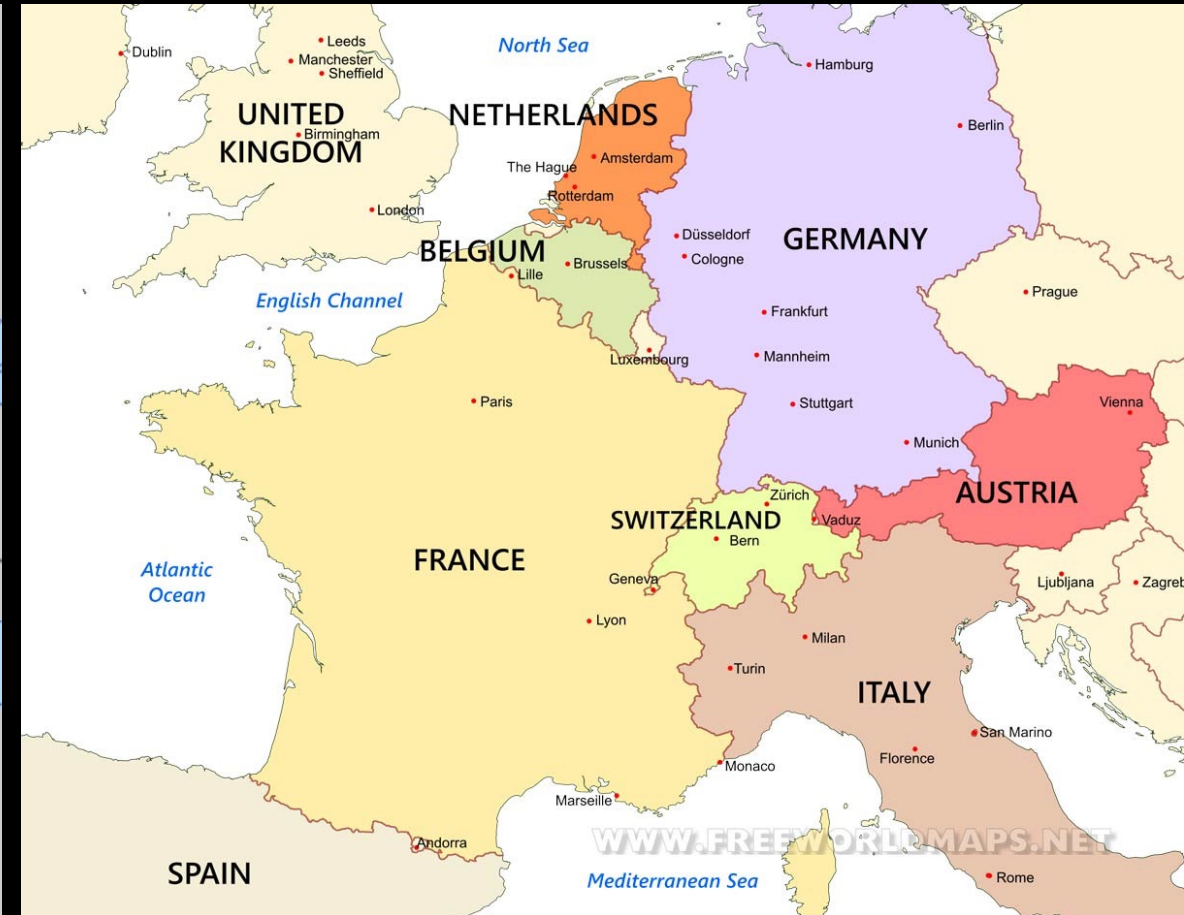 Dublin
Leeds
Manchester
Sheffield
UNITED
KINGDOM
Birmingham
London
North Sea
NETHERLANDS
The Hague
Amsterdam
Rotterdam
Hamburg
Berlin
BELGIUM
Brussels
Lille
Düsseldorf
Cologne
GERMANY
English Channel
Frankfurt
Prague
Luxembourg
Mannheim
Paris
Stuttgart
Vienna
Munich
AUSTRIA
Zürich
SWITZERLAND
Vaduz
Bern
FRANCE
Atlantic
Ocean
Geneva
Ljubljana
Zagreb
Lyon
Milan
Turin
ITALY
San Marino
Florence
Monaco
Marseille
WWW.FREEWORLDMAPS.NET
Andorra
SPAIN
Mediterranean Sea
Rome